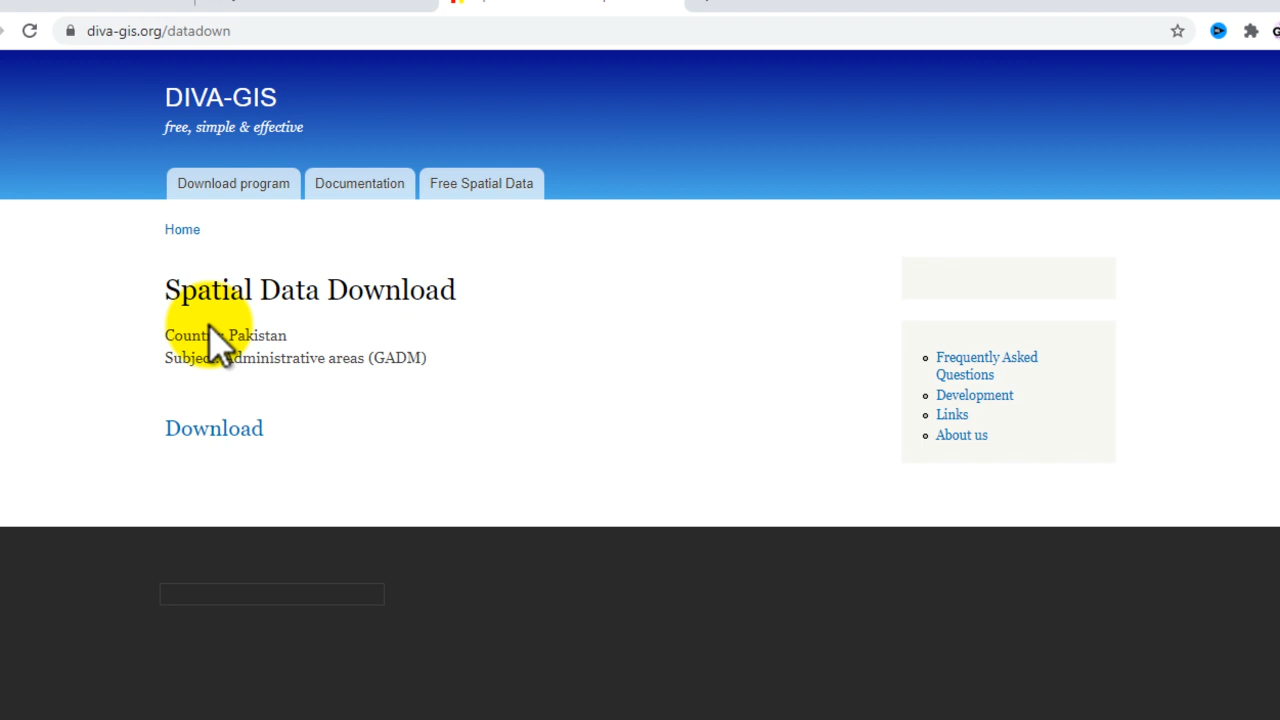 diva-gis.org/datadown
DIVA-GIS
free, simple & effective
Download program
Documentation
Free Spatial Data
Home
Spatial Data Download
Pakistan
Administrative areas (GADM)
Download
Frequently Asked
Questions
Development
Links
About us